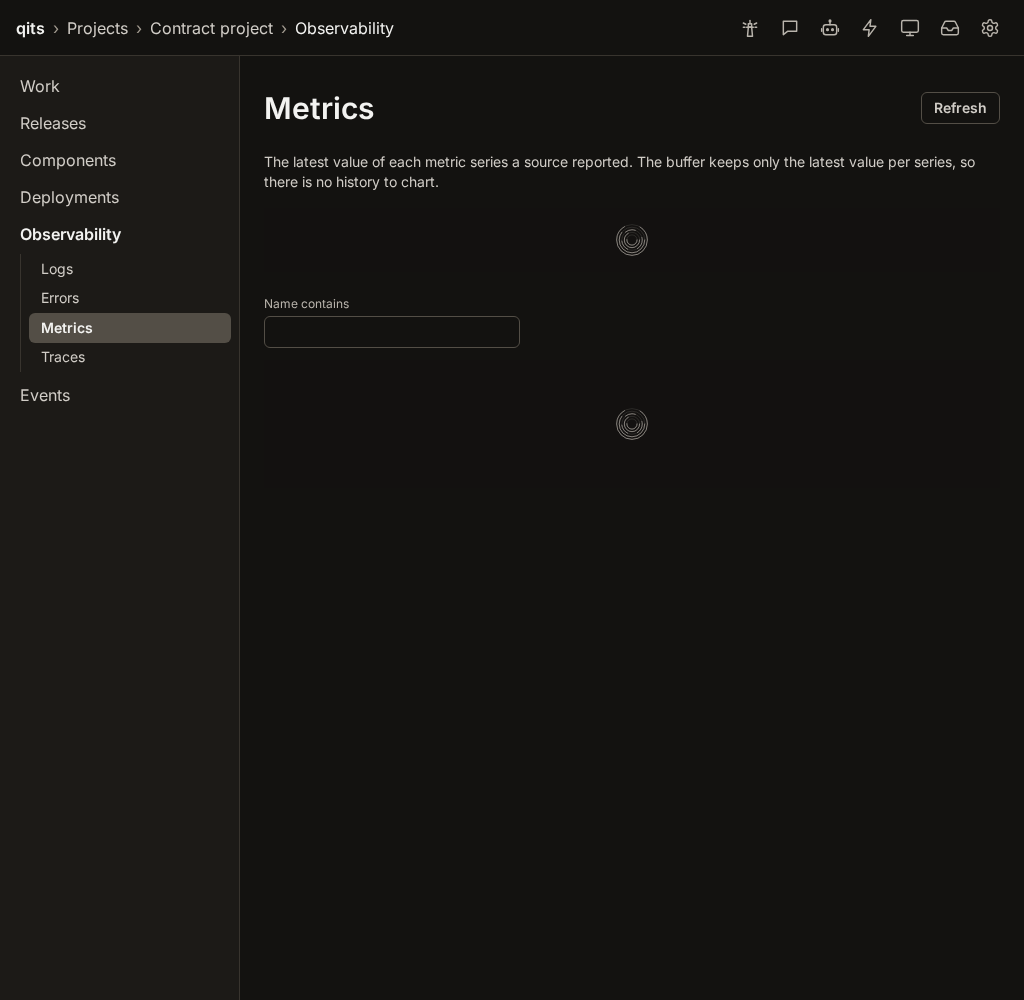 qits › Projects › Contract project › Observability
Work
Releases
Components
Deployments
Observability
Logs
Errors
Metrics
Traces
Events
Metrics
Refresh
The latest value of each metric series a source reported. The buffer keeps only the latest value per series, so
there is no history to chart.
Name contains